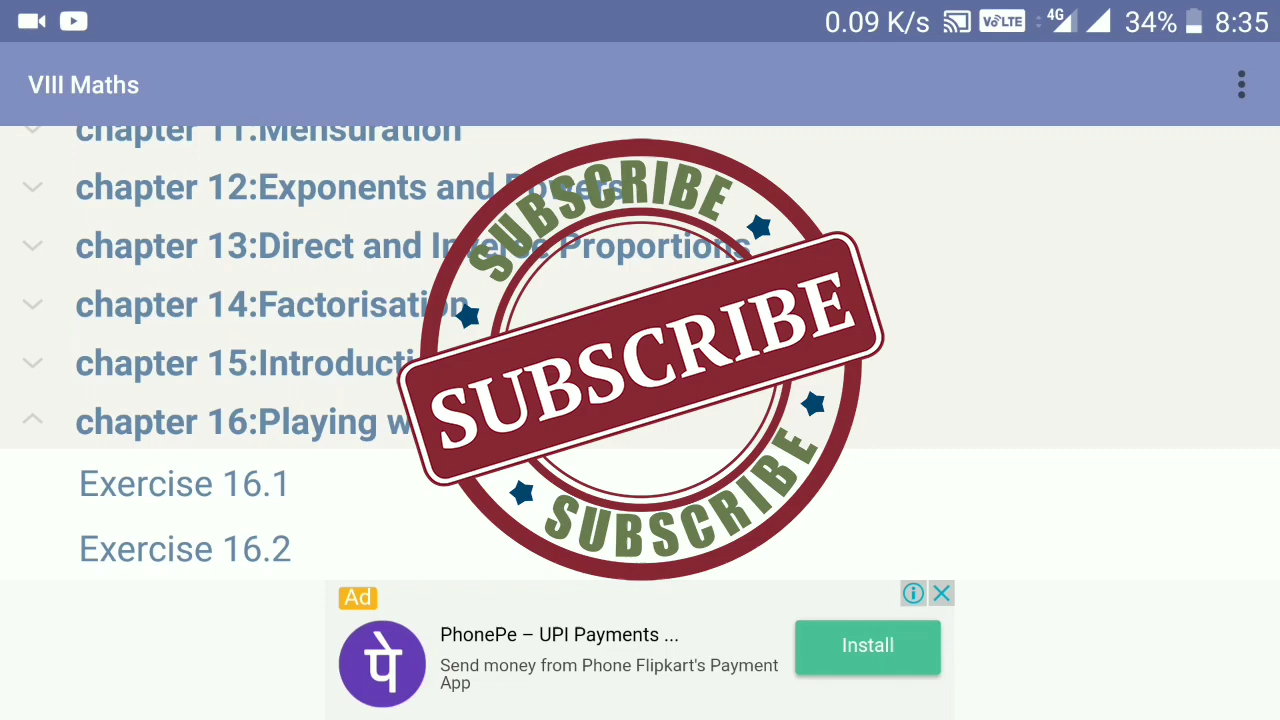 0.09 K/s VoLTE 4G 34% 8:35
VIII Maths
chapter 11:Mensuration
chapter 12:Exponents and Powers
chapter 13:Direct and Inverse Proportions
chapter 14:Factorisation
chapter 15:Introducti
chapter 16:Playing w
Exercise 16.1
Exercise 16.2
SUBSCRIBE
SUBSCRIBE
SUBSCRIBE
Ad
पे
PhonePe – UPI Payments ...
Send money from Phone Flipkart's Payment
App
Install